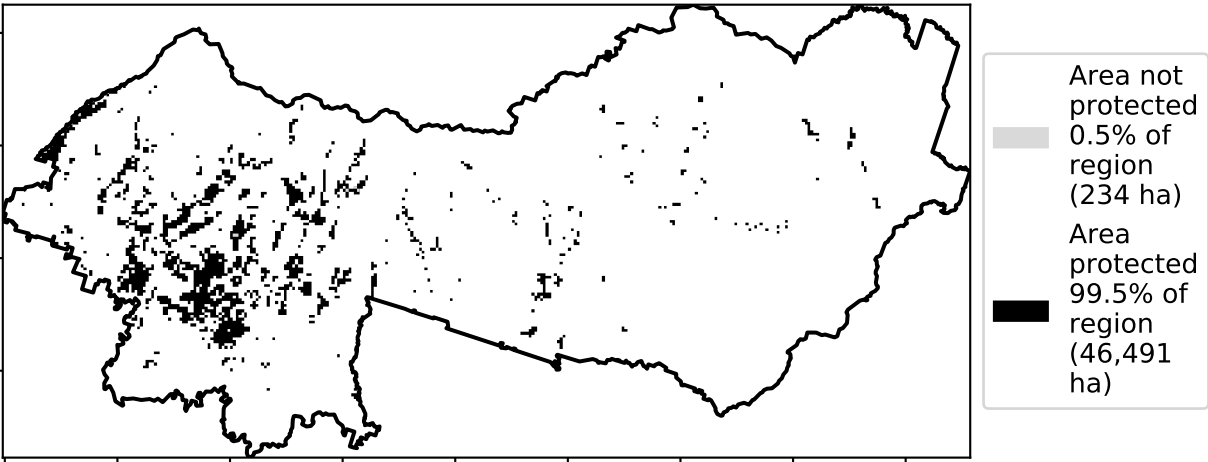 Area not
protected
0.5% of
region
(234 ha)
Area
protected
99.5% of
region
(46,491
ha)